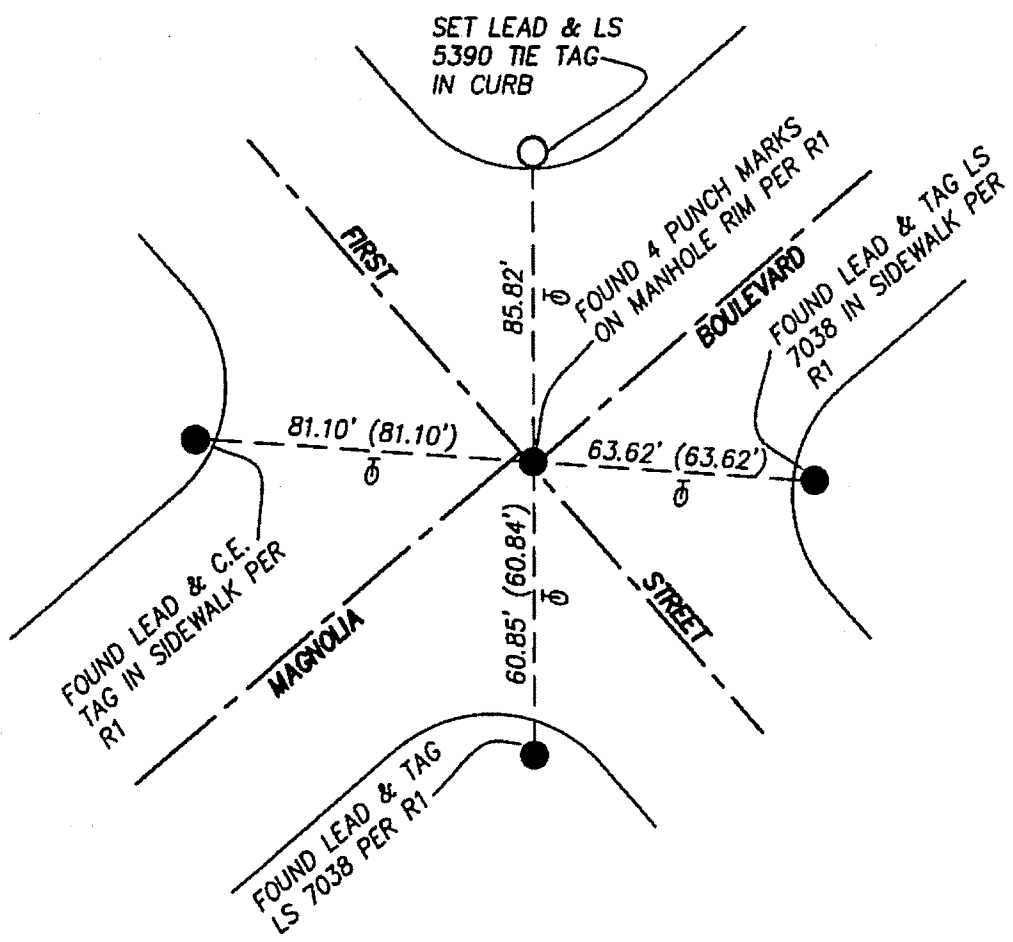 SET LEAD & LS
5390 TIE TAG
IN CURB
FOUND 4 PUNCH MARKS
ON MANHOLE RIM PER R1
FIRST
BOULEVARD
FOUND LEAD & TAG LS
7038 IN SIDEWALK PER
R1
85.82'
81.10' (81.10')
63.62' (63.62')
60.85' (60.84')
FOUND LEAD & C.E.
TAG IN SIDEWALK PER
R1
MAGNOLIA
STREET
FOUND LEAD & TAG
LS 7038 PER R1